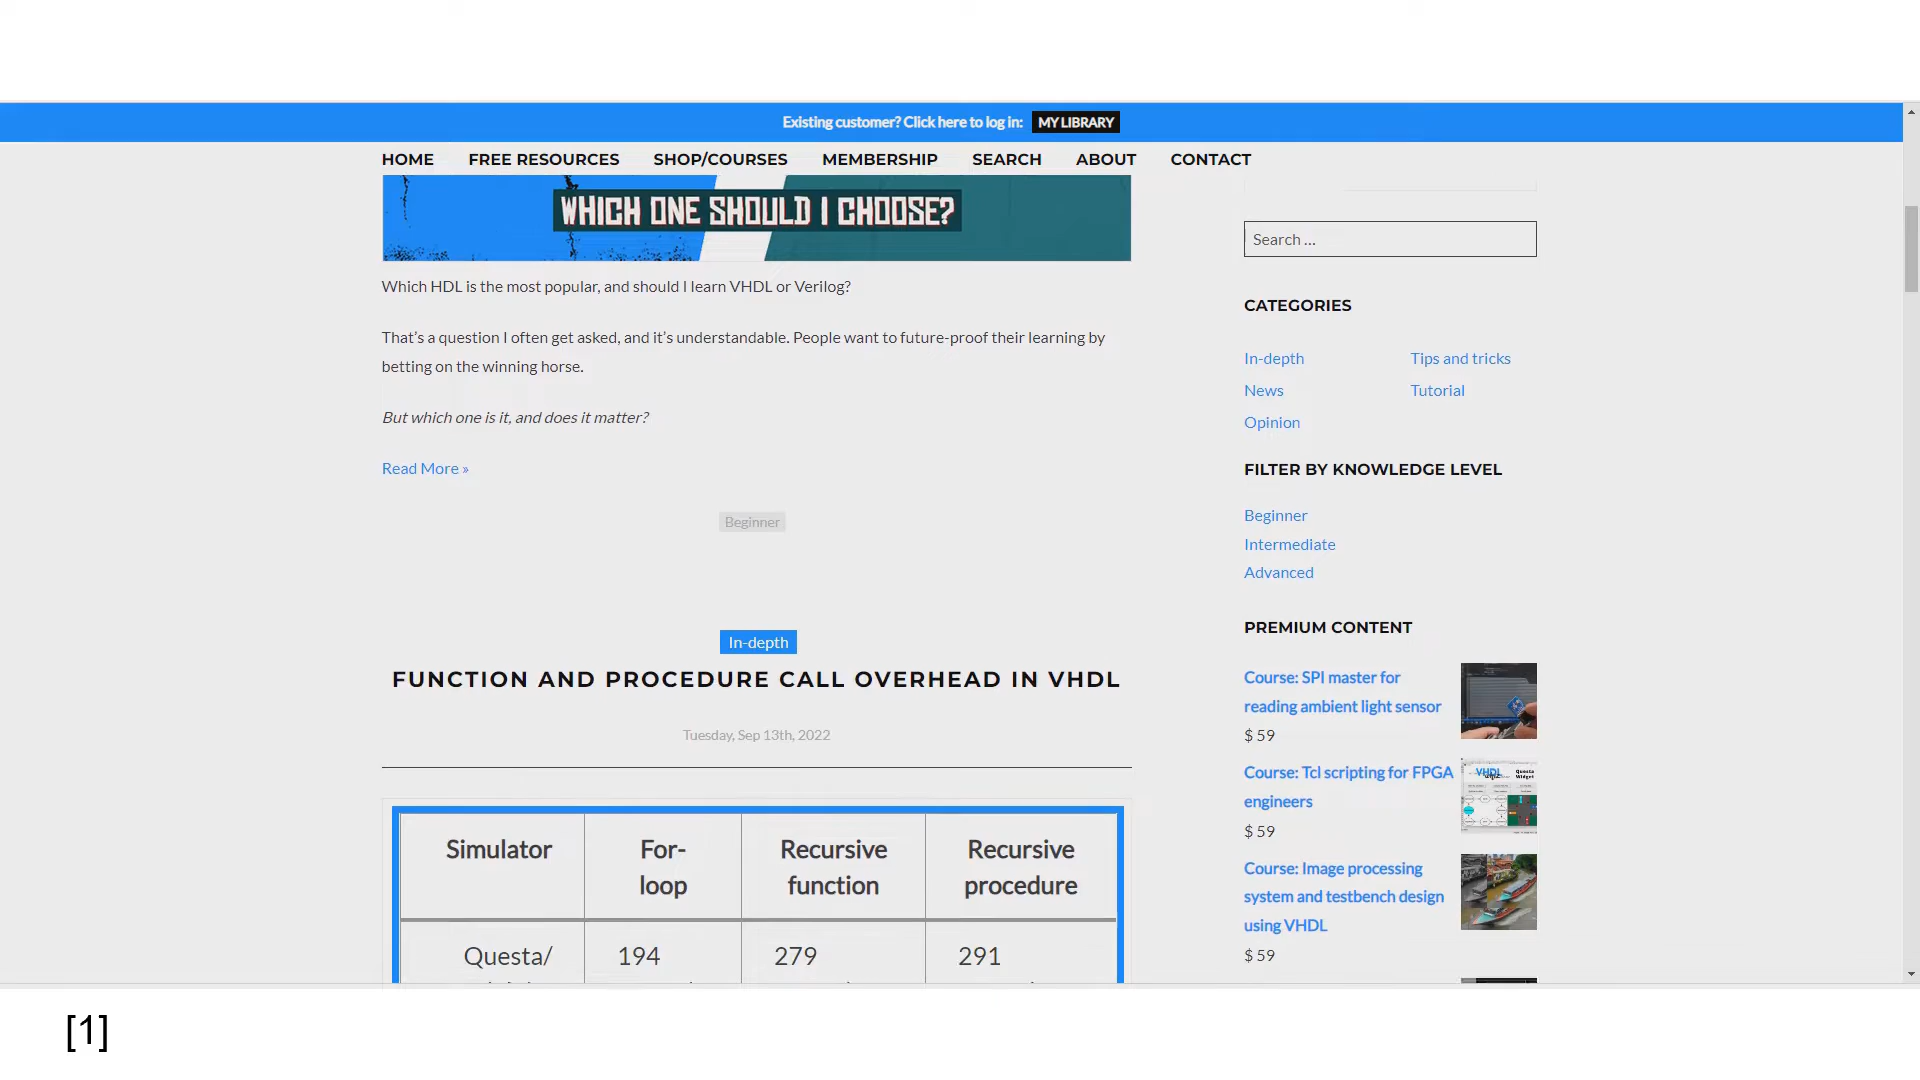 Existing customer? Click here to log in: MY LIBRARY
HOME FREE RESOURCES SHOP/COURSES MEMBERSHIP SEARCH ABOUT CONTACT
WHICH ONE SHOULD I CHOOSE?
Which HDL is the most popular, and should I learn VHDL or Verilog?
That's a question I often get asked, and it's understandable. People want to future-proof their learning by
betting on the winning horse.
But which one is it, and does it matter?
Read More »
Beginner
In-depth
FUNCTION AND PROCEDURE CALL OVERHEAD IN VHDL
Tuesday, Sep 13th, 2022
Simulator For- Recursive Recursive
loop function procedure
Questa/ 194 279 291
Search …
CATEGORIES
In-depth Tips and tricks
News Tutorial
Opinion
FILTER BY KNOWLEDGE LEVEL
Beginner
Intermediate
Advanced
PREMIUM CONTENT
Course: SPI master for
reading ambient light sensor
$ 59
Course: Tcl scripting for FPGA
engineers
$ 59
VHDL
Course: Image processing
system and testbench design
using VHDL
$ 59
[1]